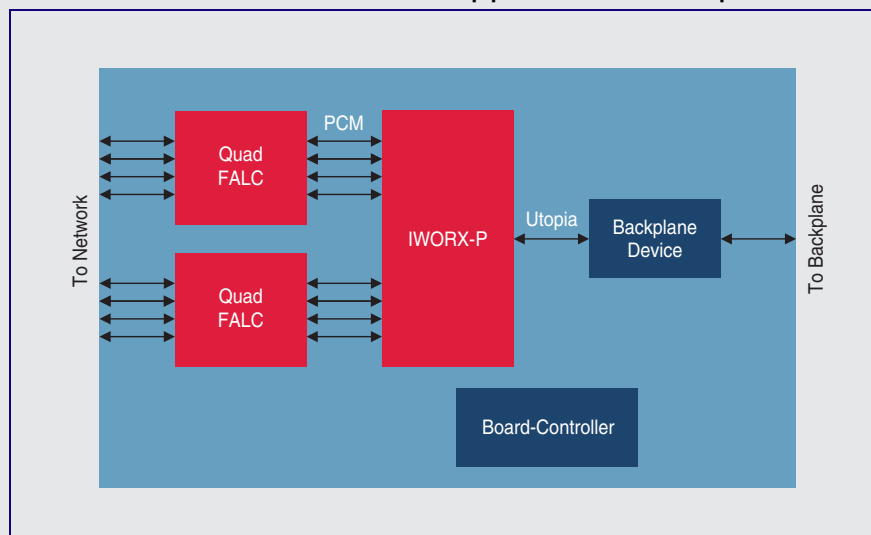 To Network
Quad
FALC
PCM
Quad
FALC
IWORX-P
Utopia
Backplane
Device
To Backplane
Board-Controller